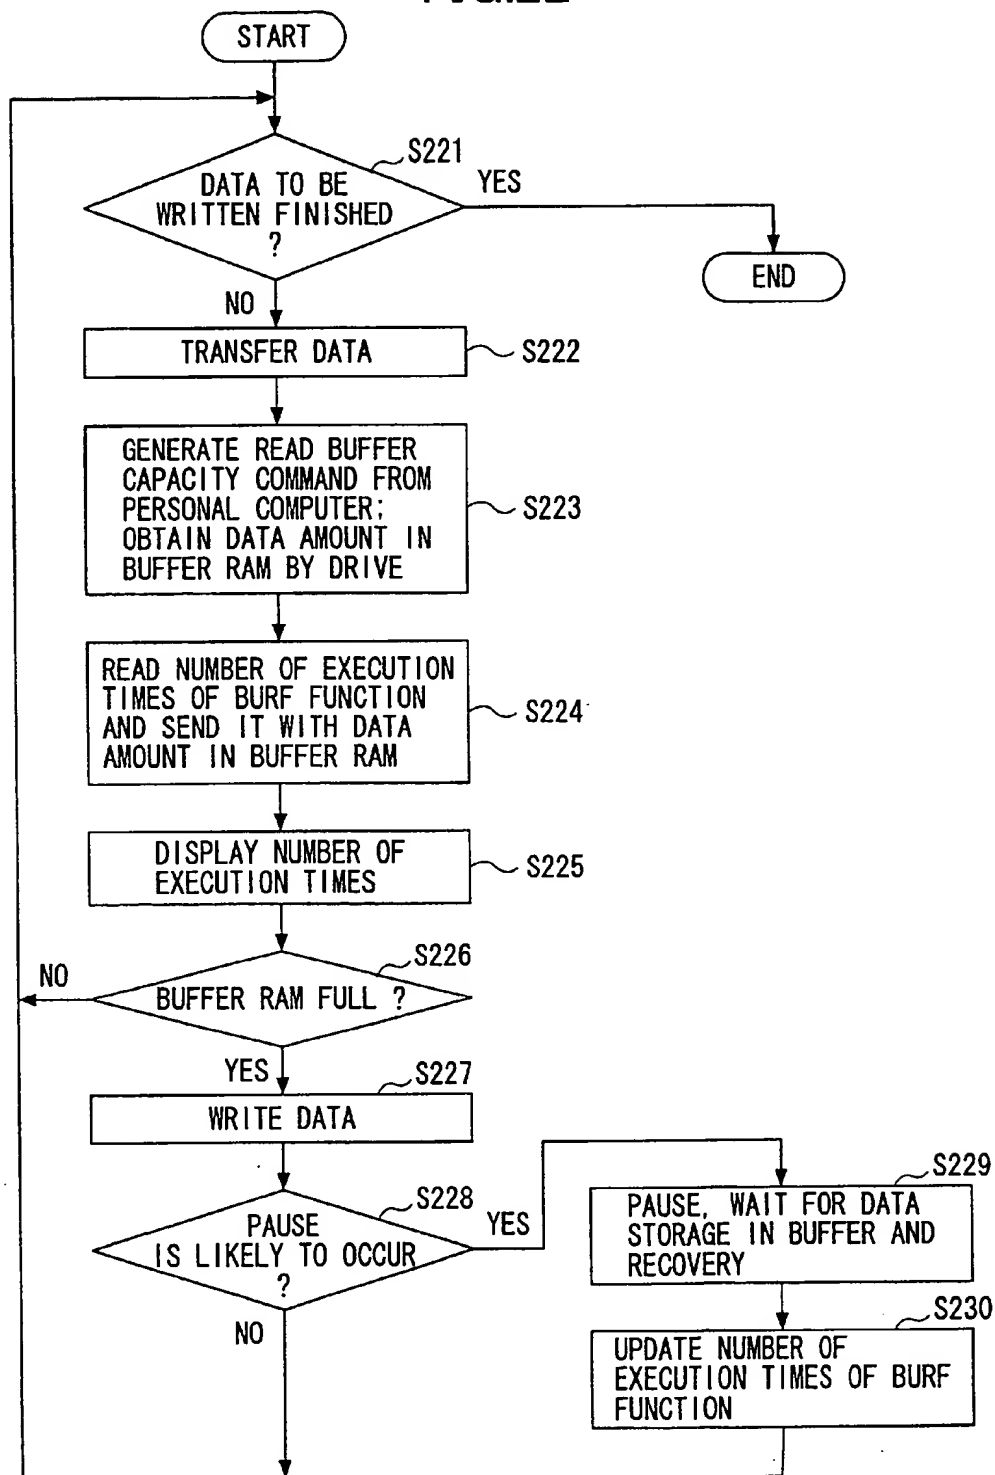 START
S221
DATA TO BE
WRITTEN FINISHED
?
YES
END
NO
TRANSFER DATA
S222
GENERATE READ BUFFER
CAPACITY COMMAND FROM
PERSONAL COMPUTER;
OBTAIN DATA AMOUNT IN
BUFFER RAM BY DRIVE
S223
READ NUMBER OF EXECUTION
TIMES OF BURF FUNCTION
AND SEND IT WITH DATA
AMOUNT IN BUFFER RAM
S224
DISPLAY NUMBER OF
EXECUTION TIMES
S225
S226
NO
BUFFER RAM FULL ?
YES
S227
WRITE DATA
S228
PAUSE
IS LIKELY TO OCCUR
?
YES
NO
S229
PAUSE, WAIT FOR DATA
STORAGE IN BUFFER AND
RECOVERY
S230
UPDATE NUMBER OF
EXECUTION TIMES OF BURF
FUNCTION